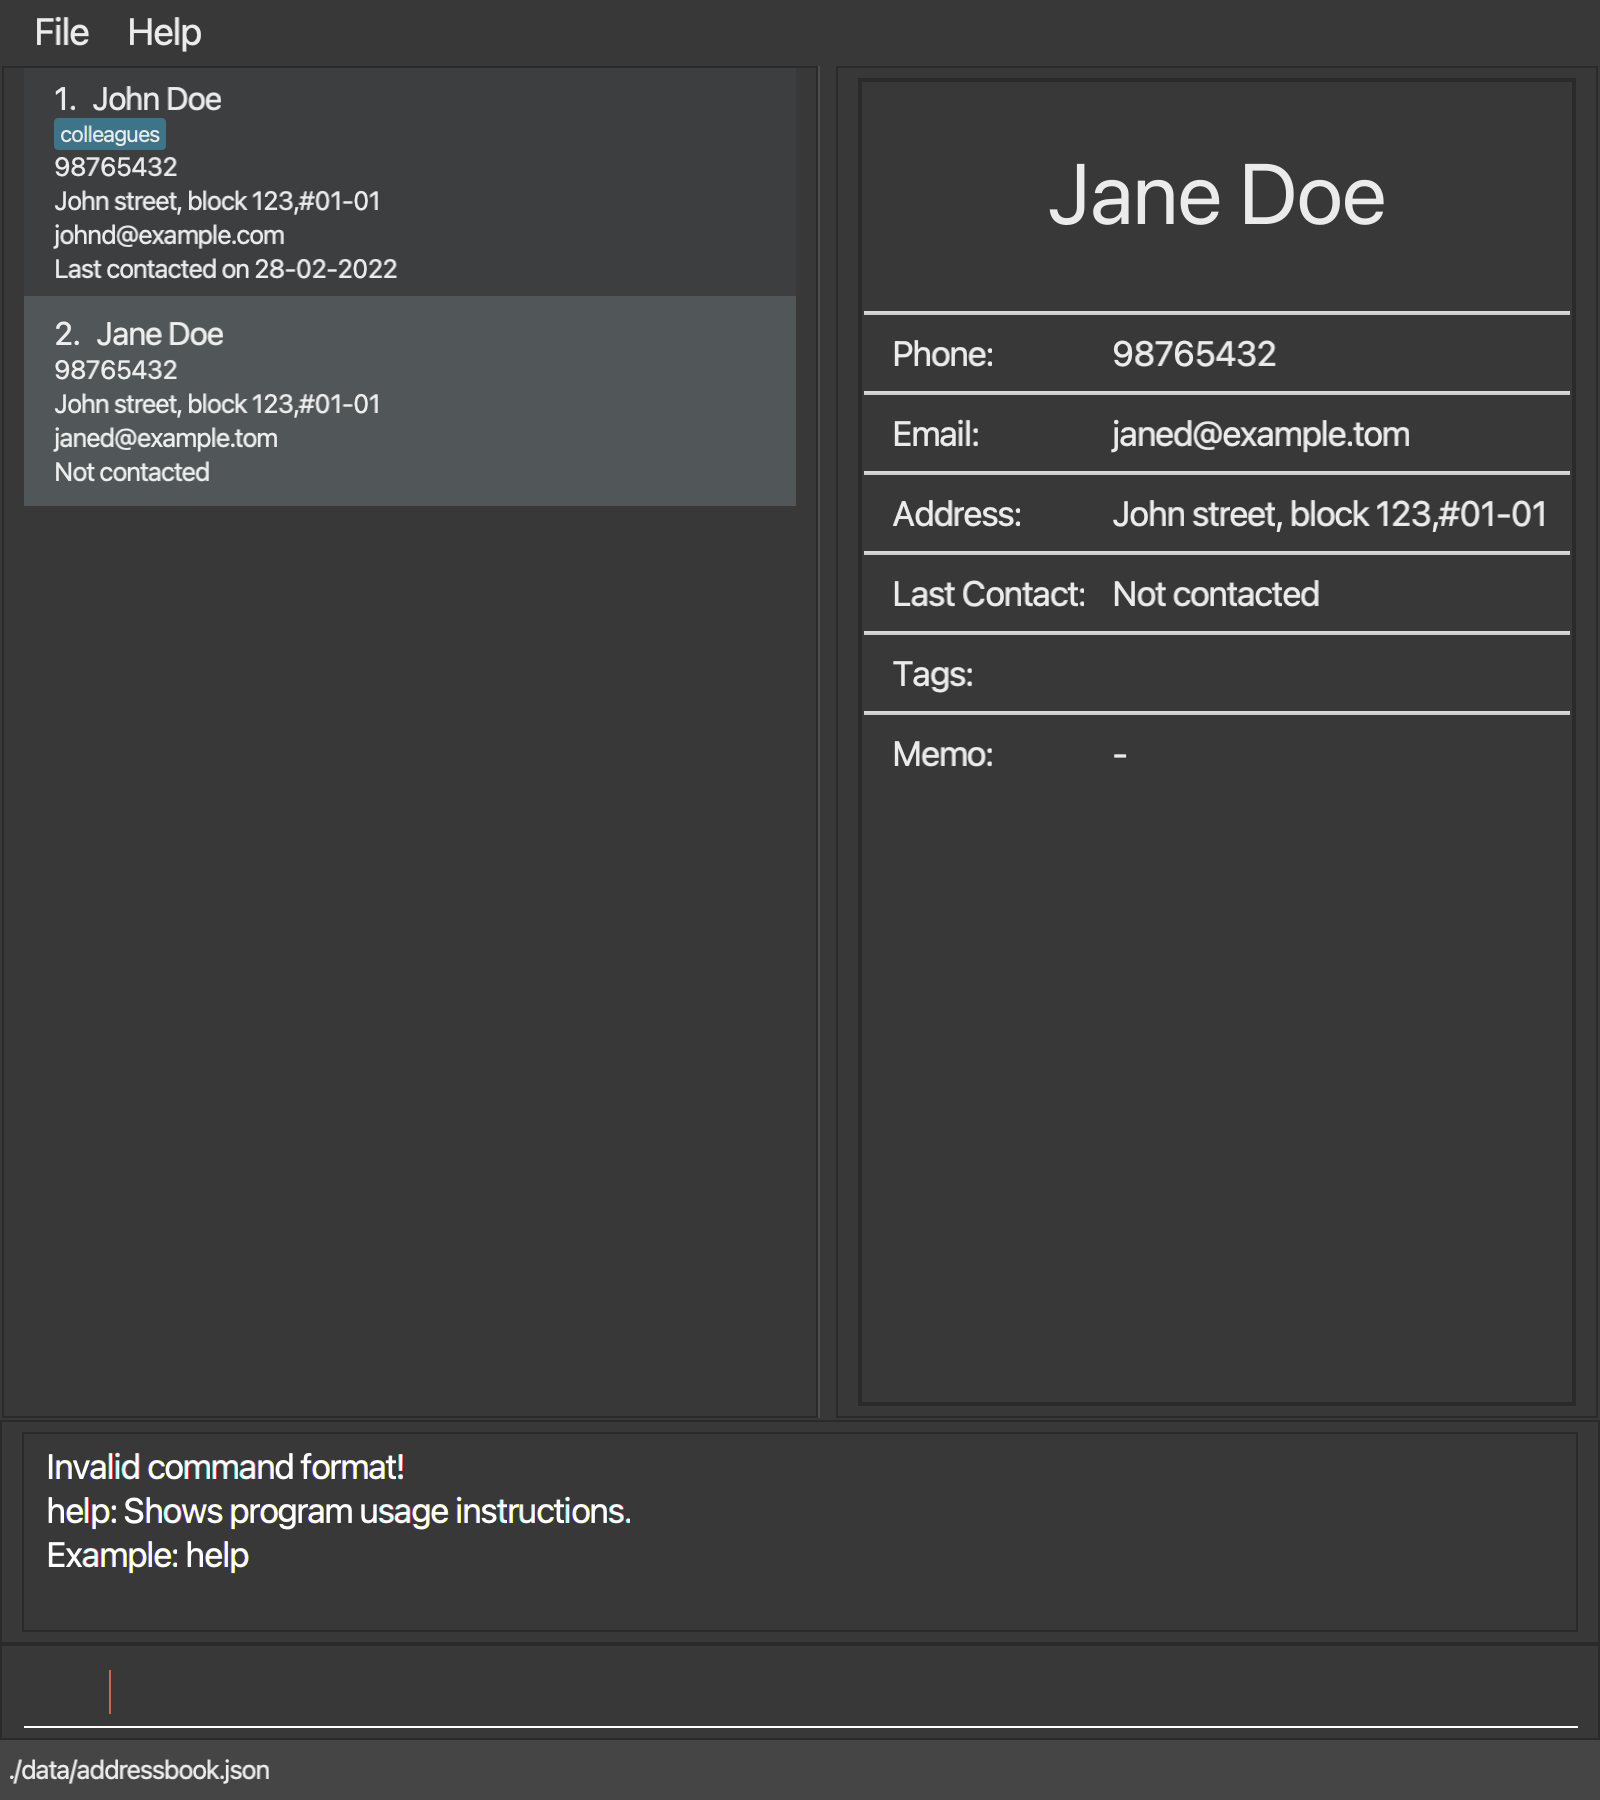 File Help
1. John Doe
colleagues
98765432
John street, block 123,#01-01
johnd@example.com
Last contacted on 28-02-2022
2. Jane Doe
98765432
John street, block 123,#01-01
janed@example.tom
Not contacted
Jane Doe
Phone: 98765432
Email: janed@example.tom
Address: John street, block 123,#01-01
Last Contact: Not contacted
Tags:
Memo: -
Invalid command format!
help: Shows program usage instructions.
Example: help
./data/addressbook.json